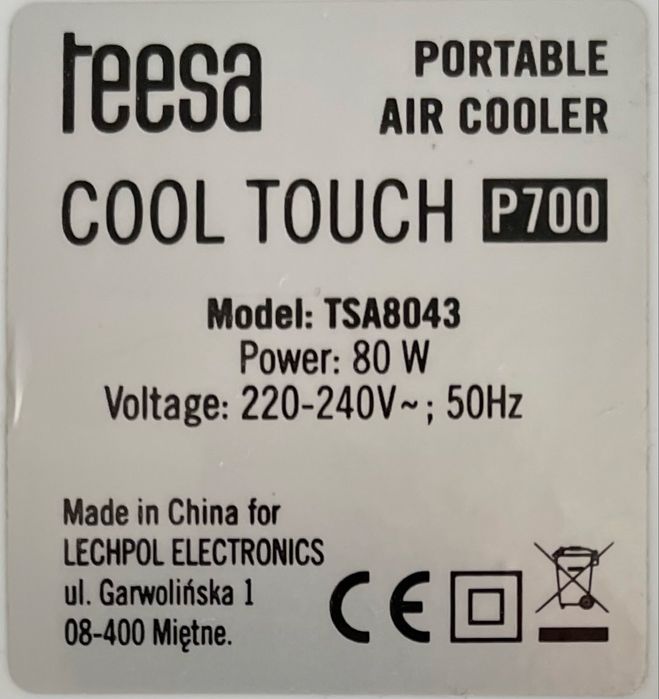 teesa
PORTABLE
AIR COOLER
COOL TOUCH P700
Model: TSA8043
Power: 80 W
Voltage: 220-240V~; 50Hz
Made in China for
LECHPOL ELECTRONICS
ul. Garwolińska 1
08-400 Miętne.
CE